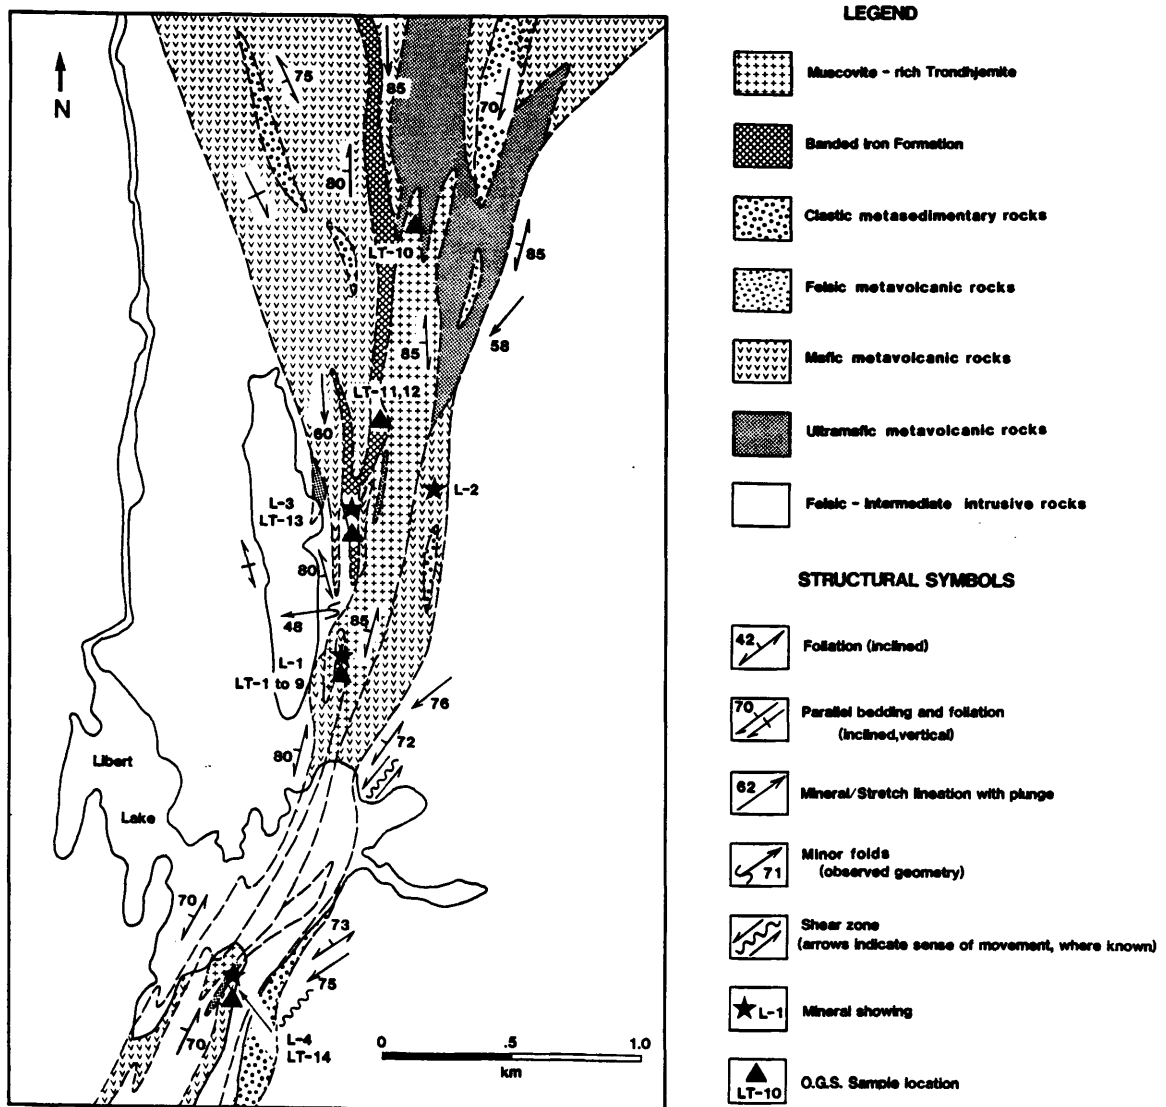 N
75
85
70
80
LT-10
85
58
85
LT-11,12
60
L-3
LT-13
L-2
80
48
85
L-1
LT-1 to 9
76
72
80
Libert
Lake
70
73
75
70
L-4
LT-14
0 .5 1.0
km
LEGEND
Muscovite - rich Trondhjemite
Banded Iron Formation
Clastic metasedimentary rocks
Felsic metavolcanic rocks
Mafic metavolcanic rocks
Ultramafic metavolcanic rocks
Felsic - Intermediate intrusive rocks
STRUCTURAL SYMBOLS
42
Foliation (inclined)
70
Parallel bedding and foliation
(inclined,vertical)
62
Mineral/Stretch lineation with plunge
71
Minor folds
(observed geometry)
Shear zone
(arrows indicate sense of movement, where known)
L-1
Mineral showing
LT-10
O.G.S. Sample location